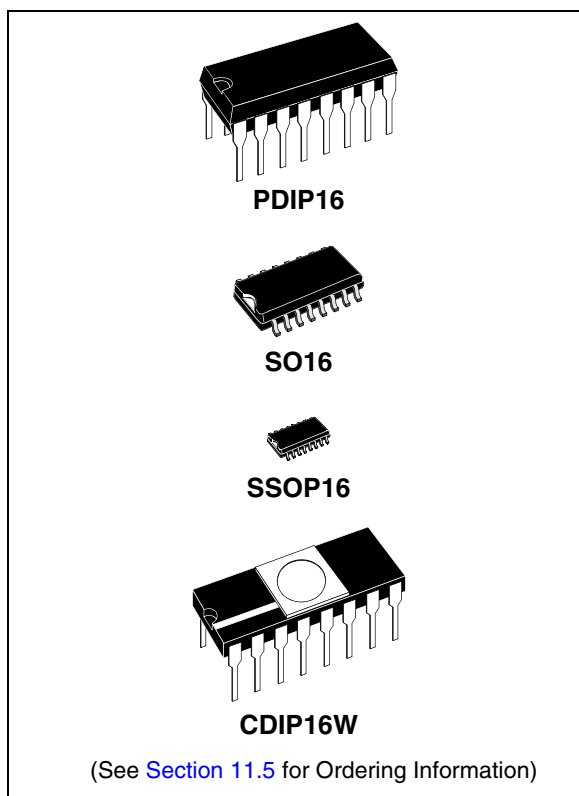 PDIP16
SO16
SSOP16
CDIP16W
(See Section 11.5 for Ordering Information)